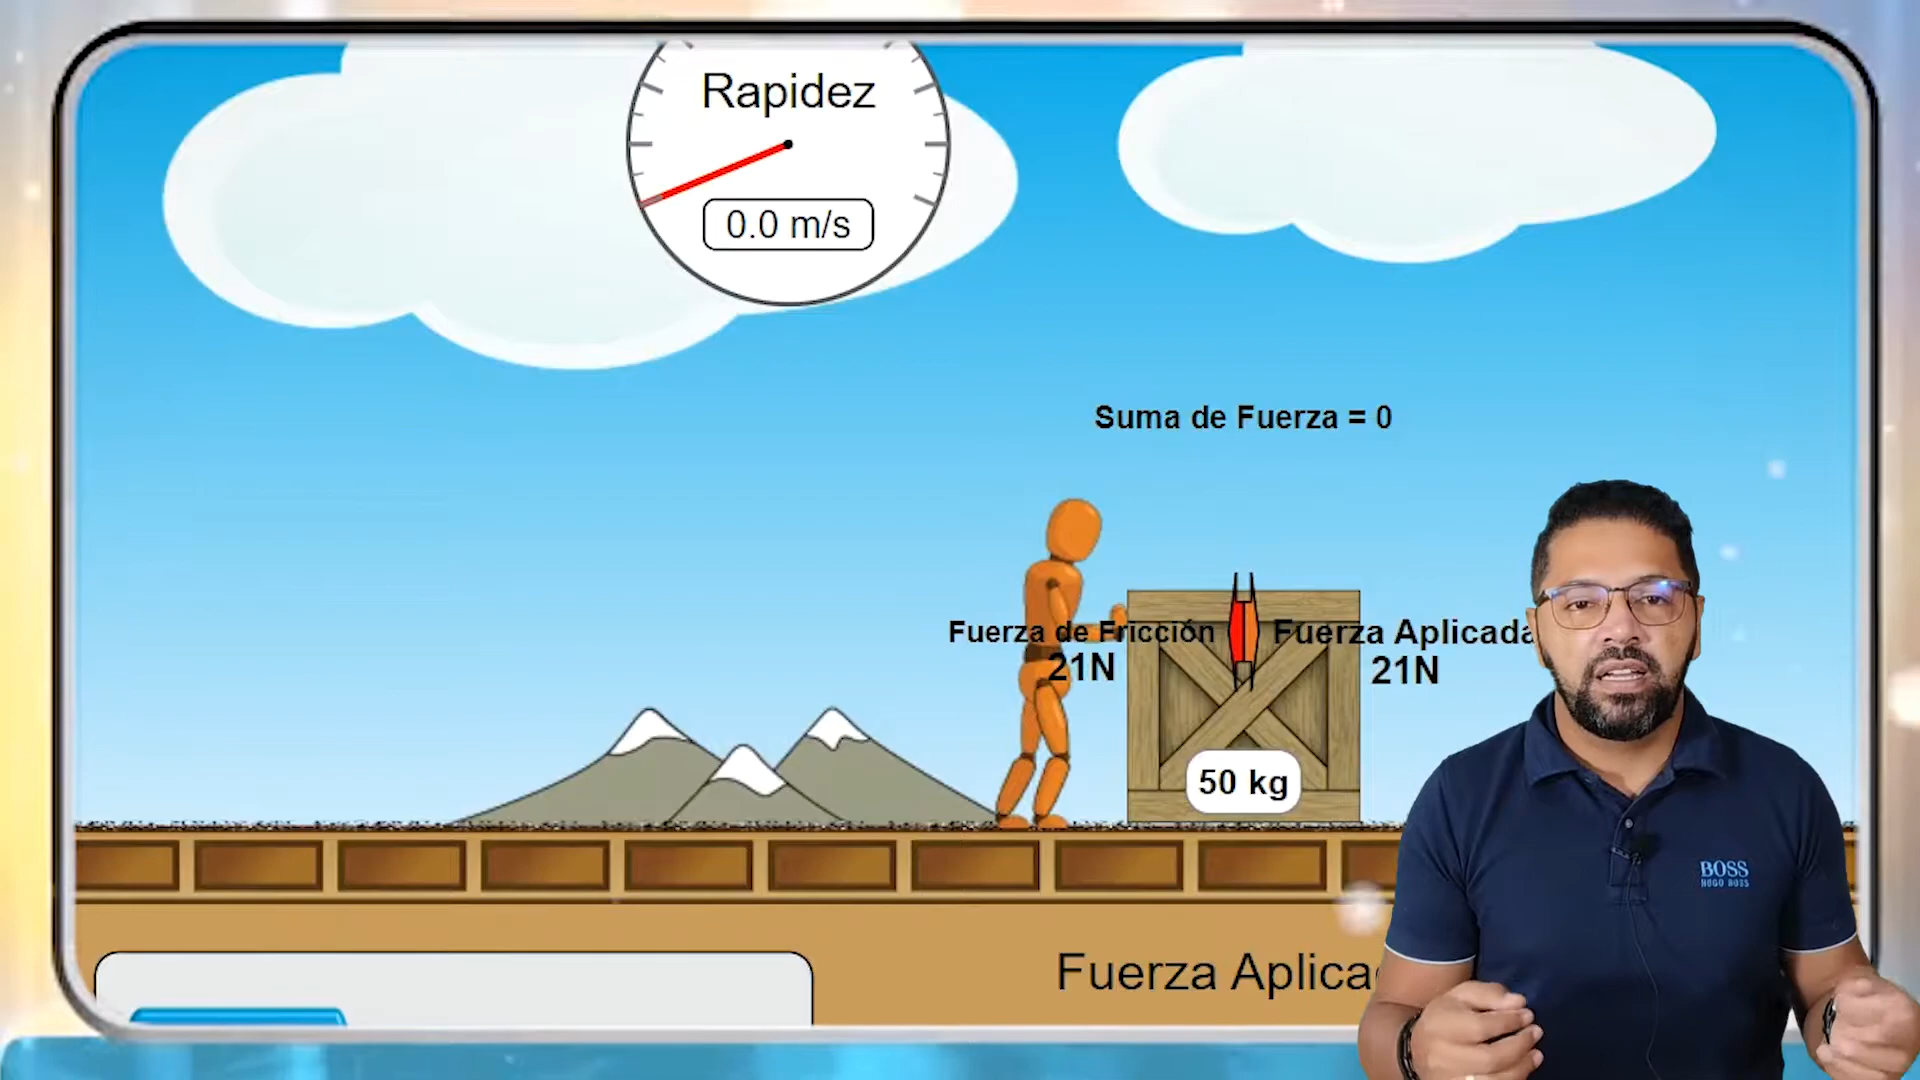 Rapidez
0.0 m/s
Suma de Fuerza = 0
Fuerza de Fricción
21N
Fuerza Aplicada
21N
50 kg
BOSS
HUGO BOSS
Fuerza Aplica